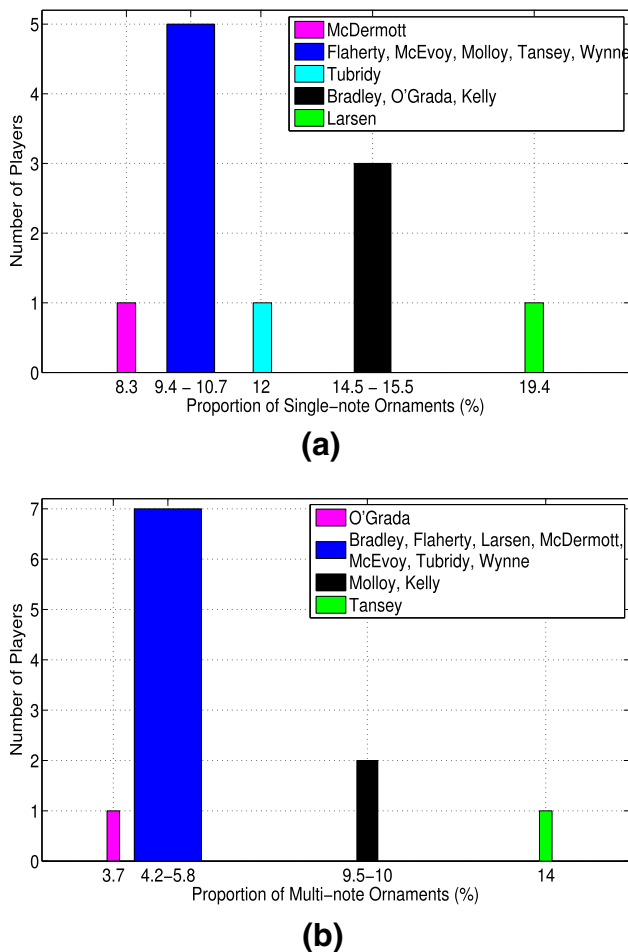 5
4
3
2
1
0
Number of Players
McDermott
Flaherty, McEvoy, Molloy, Tansey, Wynne
Tubridy
Bradley, O'Grada, Kelly
Larsen
8.3 9.4 − 10.7 12 14.5 − 15.5 19.4
Proportion of Single−note Ornaments (%)
(a)
7
6
5
4
3
2
1
0
Number of Players
O'Grada
Bradley, Flaherty, Larsen, McDermott,
McEvoy, Tubridy, Wynne
Molloy, Kelly
Tansey
3.7 4.2−5.8 9.5−10 14
Proportion of Multi−note Ornaments (%)
(b)